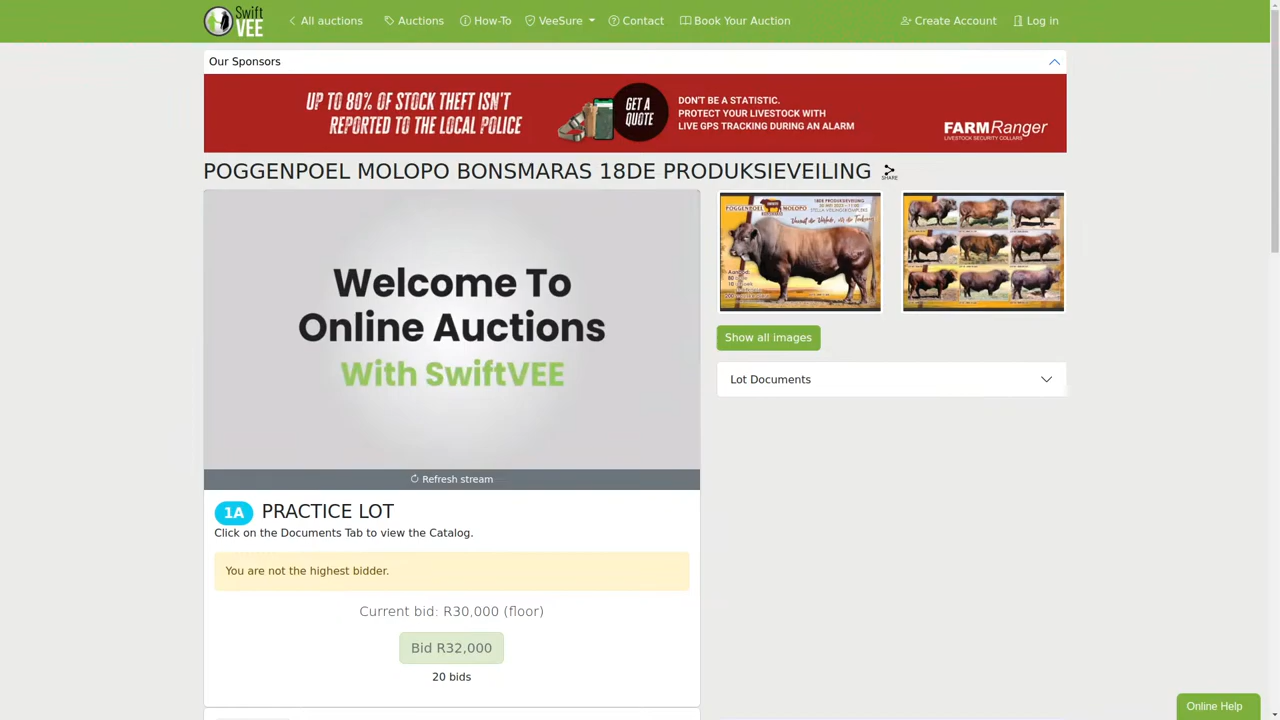 Swift
VEE
All auctions
Auctions
How-To
VeeSure
Contact
Book Your Auction
Create Account
Log in
Our Sponsors
UP TO 80% OF STOCK THEFT ISN'T
REPORTED TO THE LOCAL POLICE
GET A
QUOTE
DON'T BE A STATISTIC.
PROTECT YOUR LIVESTOCK WITH
LIVE GPS TRACKING DURING AN ALARM
FARMRanger
LIVESTOCK SECURITY COLLARS
POGGENPOEL MOLOPO BONSMARAS 18DE PRODUKSIEVEILING
SHARE
Welcome To
Online Auctions
With SwiftVEE
POGGENPOEL
MOLOPO
18DE PRODUKSIEVEILING
Show all images
Lot Documents
Refresh stream
1A
PRACTICE LOT
Click on the Documents Tab to view the Catalog.
You are not the highest bidder.
Current bid: R30,000 (floor)
Bid R32,000
20 bids
Online Help